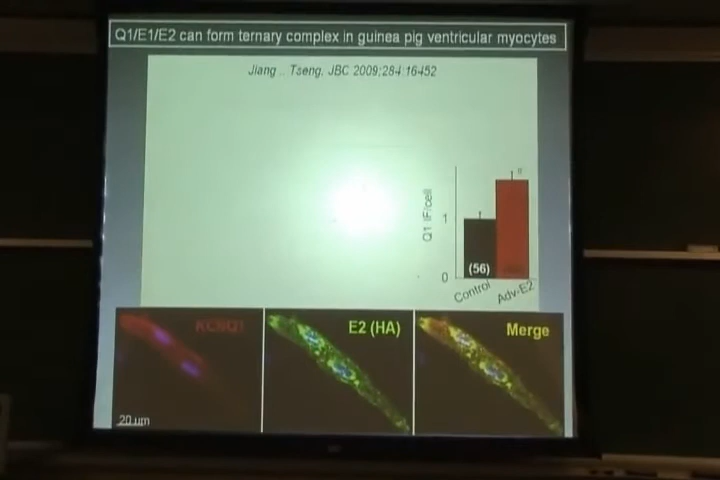 Q1/E1/E2 can form ternary complex in guinea pig ventricular myocytes
Jiang .. Tseng, JBC 2009;284:16452
Q1 IF/cell
1
0
(56)
Control
Adv-E2
KCNQ1
E2 (HA)
Merge
20 µm